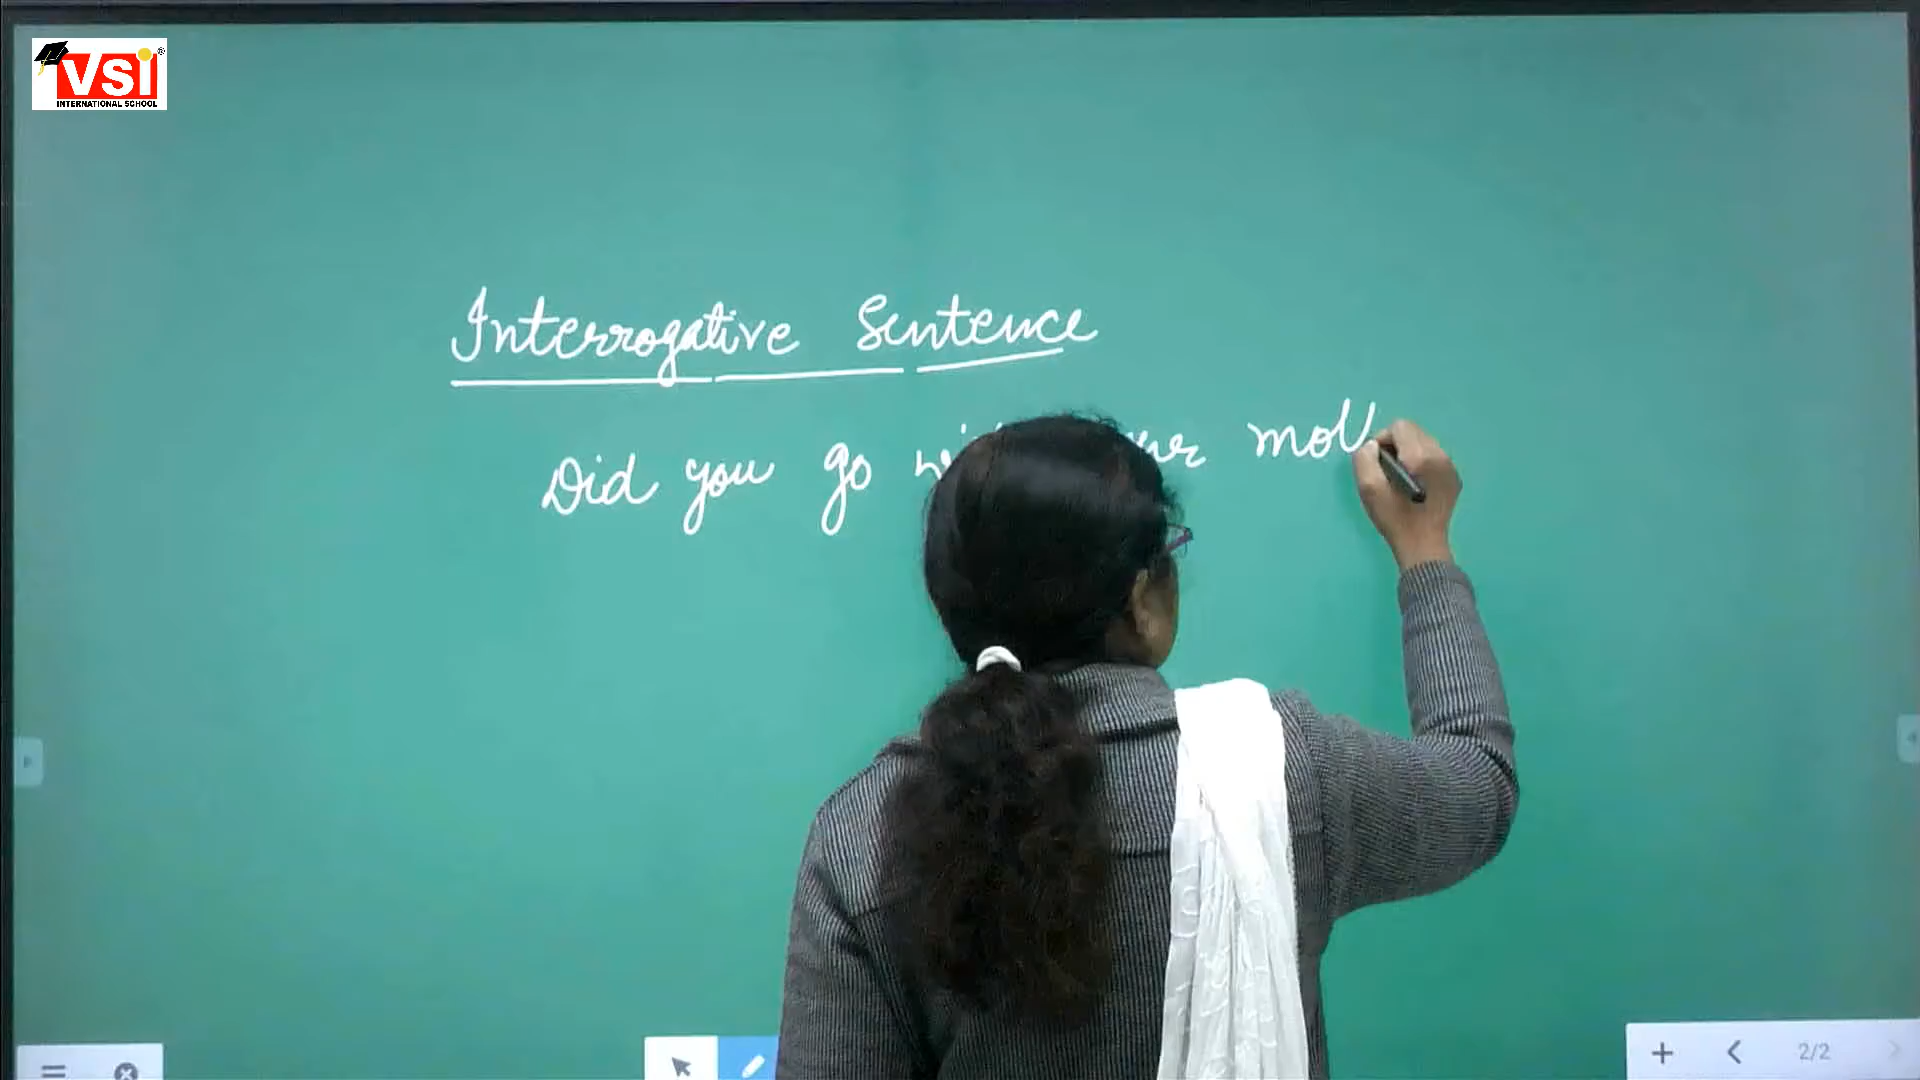 VSI
INTERNATIONAL SCHOOL
Interrogative Sentence
Did you go
2/2